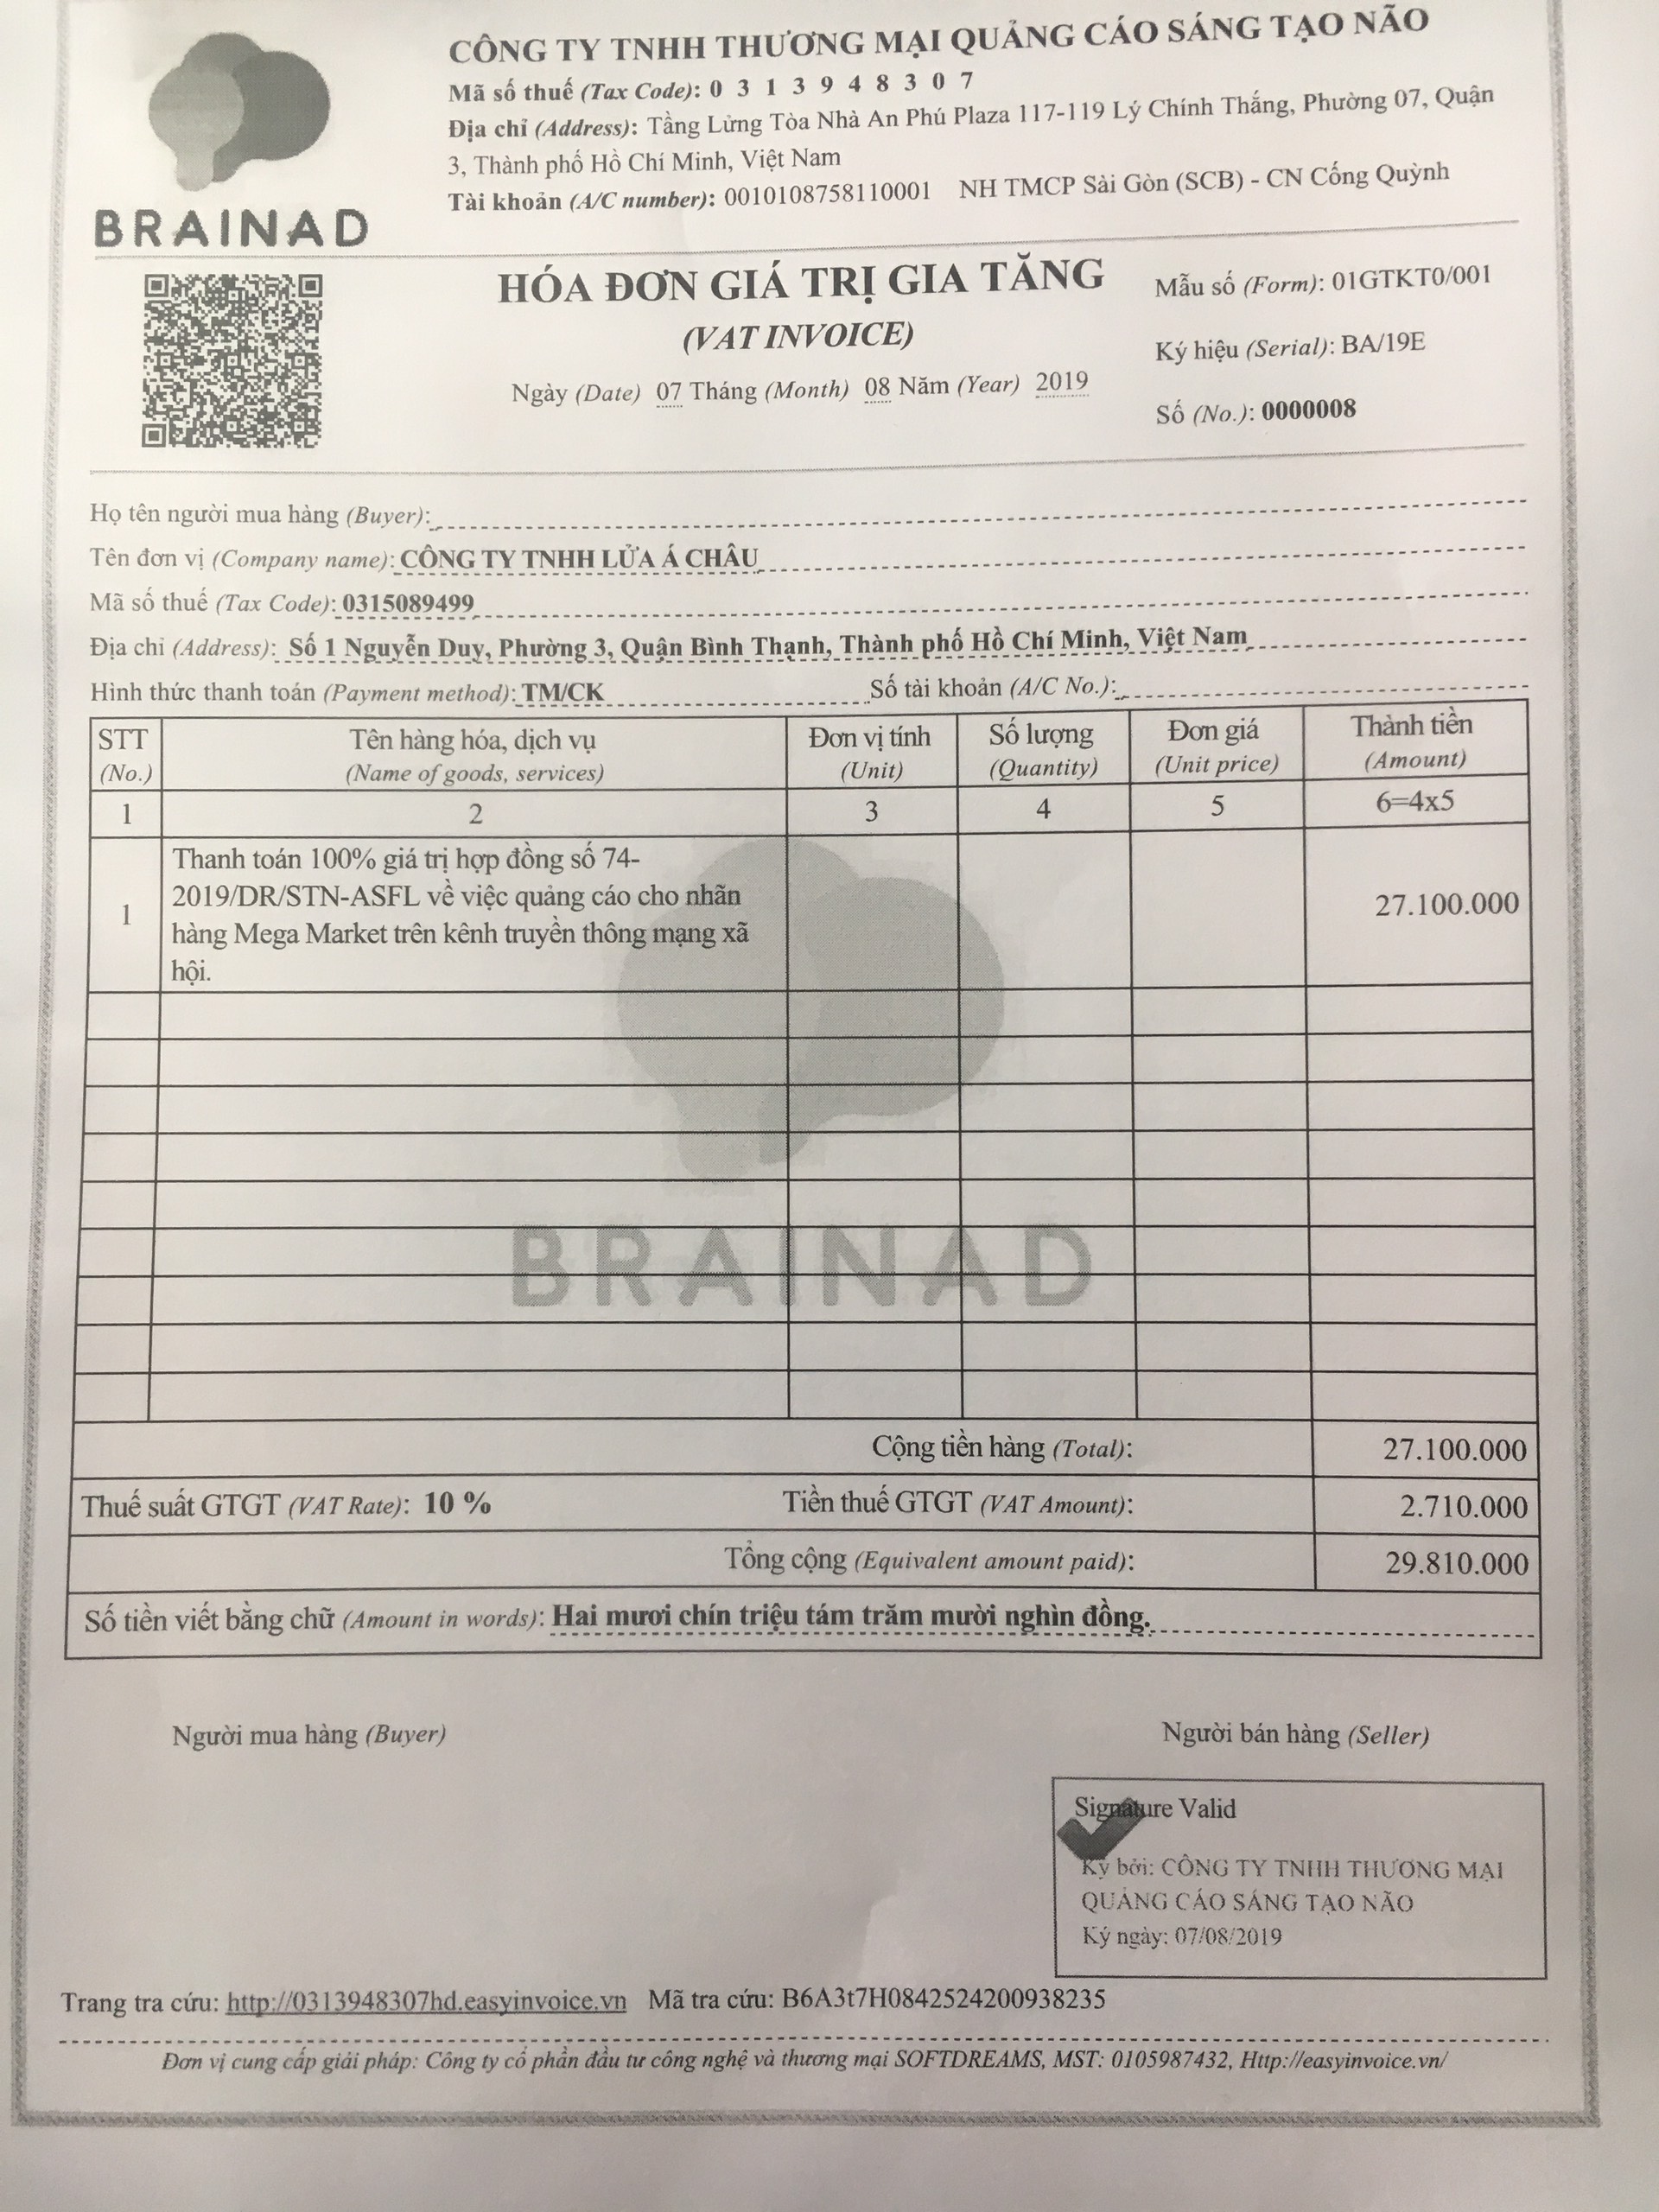 CÔNG TY TNHH THƯƠNG MẠI QUẢNG CÁO SÁNG TẠO NÃO
Mã số thuế (Tax Code): 0 3 1 3 9 4 8 3 0 7
Địa chỉ (Address): Tầng Lửng Tòa Nhà An Phú Plaza 117-119 Lý Chính Thắng, Phường 07, Quận
3, Thành phố Hồ Chí Minh, Việt Nam
Tài khoản (A/C number): 0010108758110001 NH TMCP Sài Gòn (SCB) - CN Cống Quỳnh
BRAINAD
HÓA ĐƠN GIÁ TRỊ GIA TĂNG
(VAT INVOICE)
Ngày (Date) 07 Tháng (Month) 08 Năm (Year) 2019
Mẫu số (Form): 01GTKT0/001
Ký hiệu (Serial): BA/19E
Số (No.): 0000008
Họ tên người mua hàng (Buyer):
Tên đơn vị (Company name): CÔNG TY TNHH LỬA Á CHÂU
Mã số thuế (Tax Code): 0315089499
Địa chỉ (Address): Số 1 Nguyễn Duy, Phường 3, Quận Bình Thạnh, Thành phố Hồ Chí Minh, Việt Nam
Hình thức thanh toán (Payment method): TM/CK Số tài khoản (A/C No.):
STT Tên hàng hóa, dịch vụ Đơn vị tính Số lượng Đơn giá Thành tiền
(No.) (Name of goods, services) (Unit) (Quantity) (Unit price) (Amount)
1 2 3 4 5 6=4x5
Thanh toán 100% giá trị hợp đồng số 74-
1 2019/DR/STN-ASFL về việc quảng cáo cho nhãn 27.100.000
hàng Mega Market trên kênh truyền thông mạng xã
hội.
BRAINAD
Cộng tiền hàng (Total): 27.100.000
Thuế suất GTGT (VAT Rate): 10 % Tiền thuế GTGT (VAT Amount): 2.710.000
Tổng cộng (Equivalent amount paid): 29.810.000
Số tiền viết bằng chữ (Amount in words): Hai mươi chín triệu tám trăm mười nghìn đồng.
Người mua hàng (Buyer) Người bán hàng (Seller)
Signature Valid
Ký bởi: CÔNG TY TNHH THƯƠNG MẠI
QUẢNG CÁO SÁNG TẠO NÃO
Ký ngày: 07/08/2019
Trang tra cứu: http://0313948307hd.easyinvoice.vn Mã tra cứu: B6A3t7H0842524200938235
Đơn vị cung cấp giải pháp: Công ty cổ phần đầu tư công nghệ và thương mại SOFTDREAMS, MST: 0105987432, Http://easyinvoice.vn/